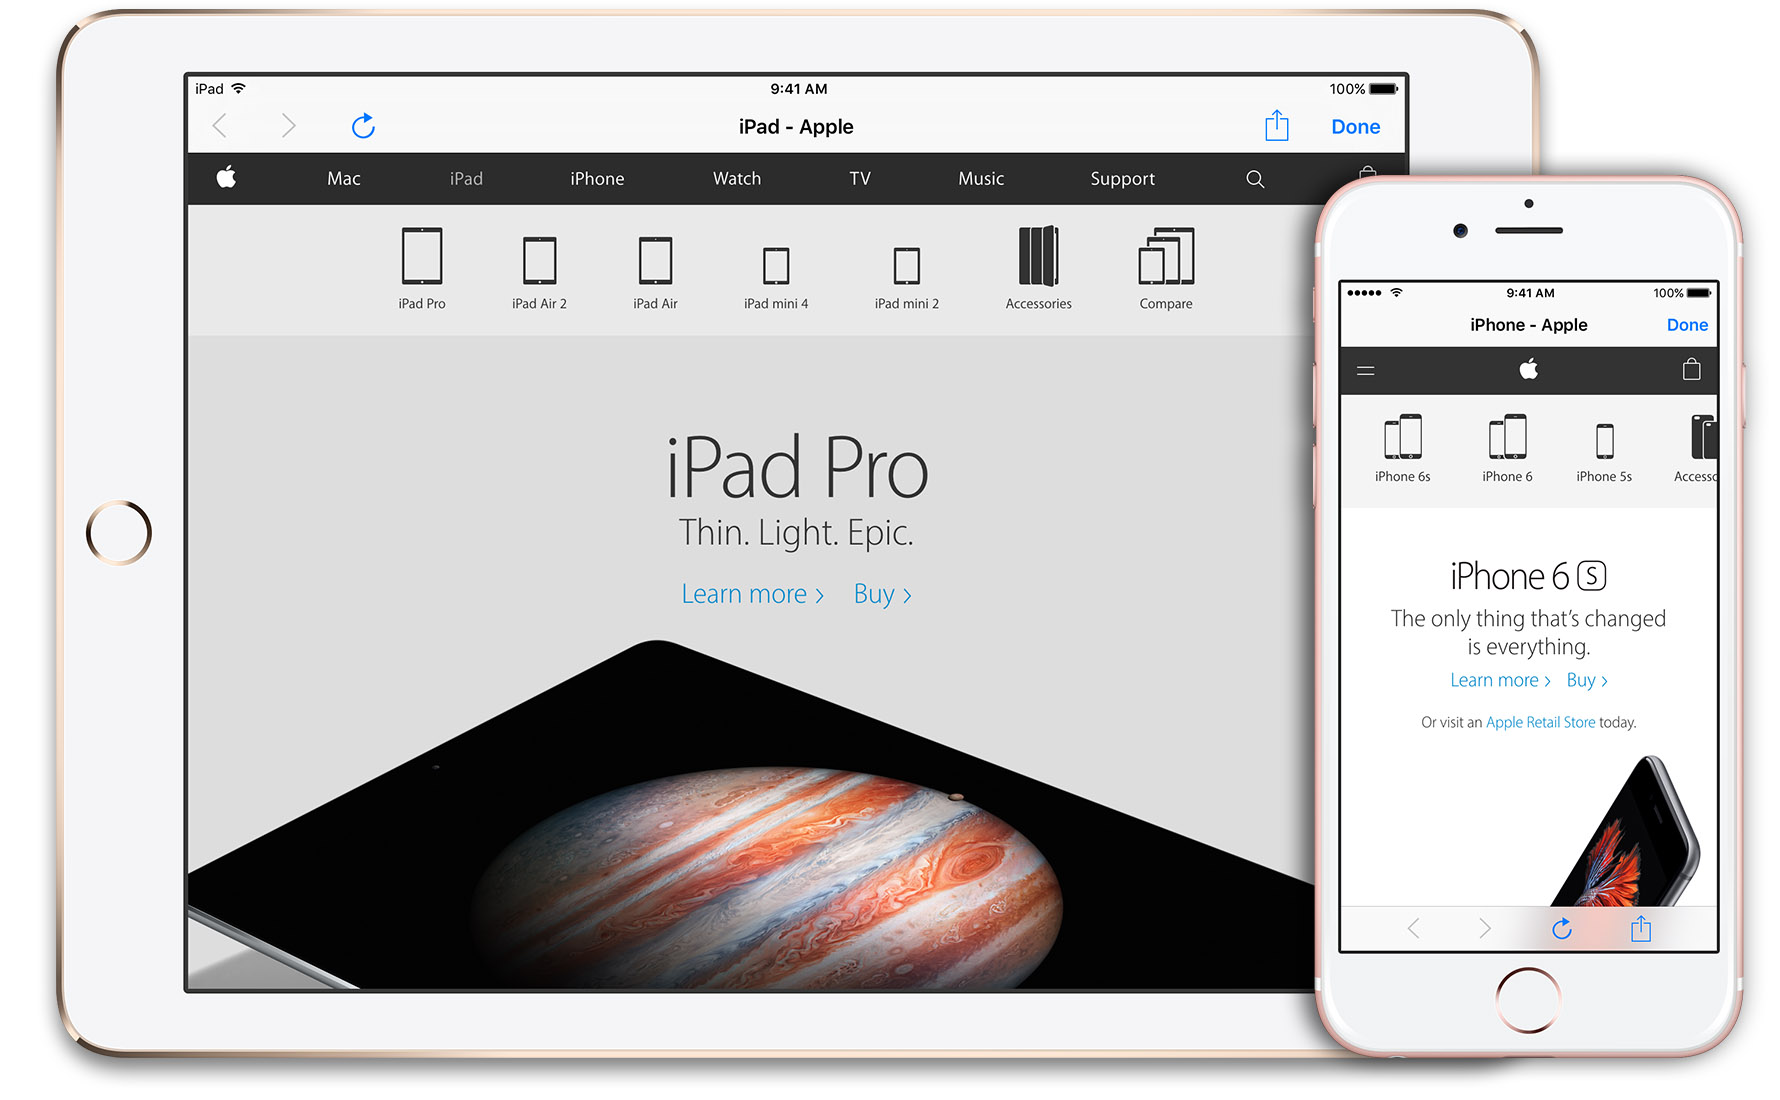 iPad 9:41 AM 100%
iPad - Apple Done
Mac iPad iPhone Watch TV Music Support
iPad Pro iPad Air 2 iPad Air iPad mini 4 iPad mini 2 Accessories Compare
iPad Pro
Thin. Light. Epic.
Learn more > Buy >
9:41 AM 100%
iPhone - Apple Done
iPhone 6s iPhone 6 iPhone 5s Accesso
iPhone 6 S
The only thing that’s changed
is everything.
Learn more > Buy >
Or visit an Apple Retail Store today.